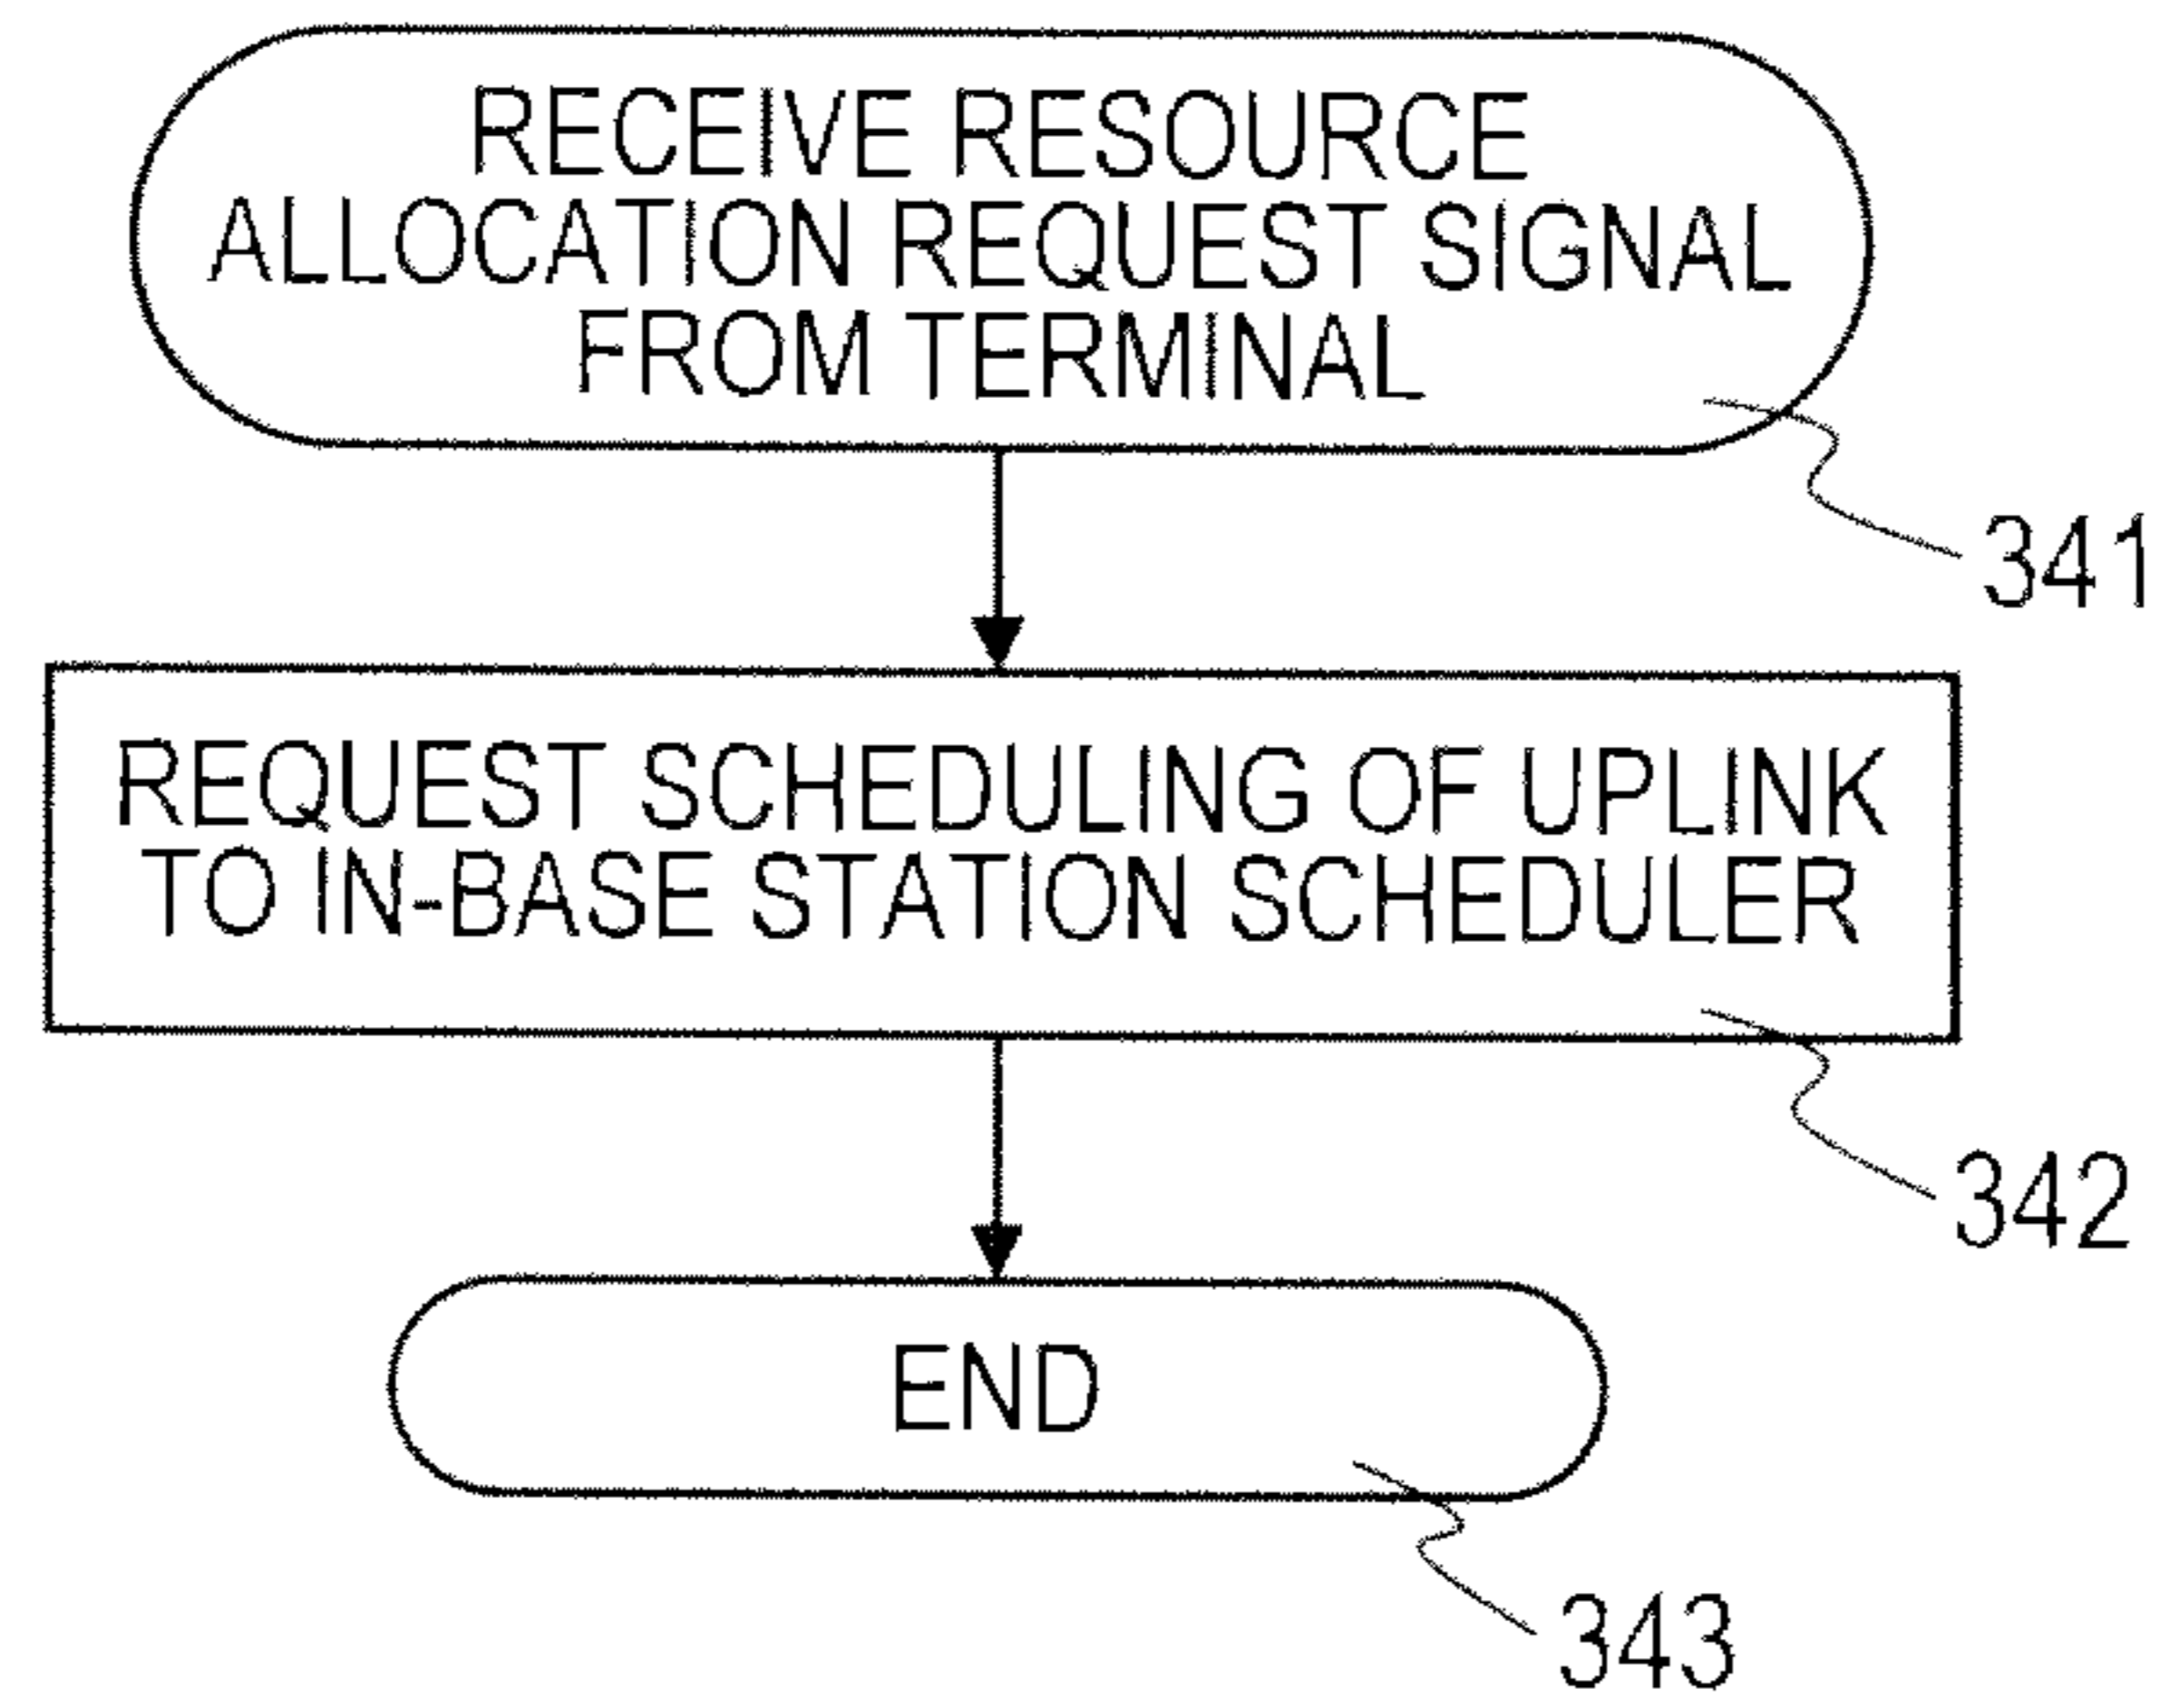 RECEIVE RESOURCE
ALLOCATION REQUEST SIGNAL
FROM TERMINAL
341
REQUEST SCHEDULING OF UPLINK
TO IN-BASE STATION SCHEDULER
342
END
343